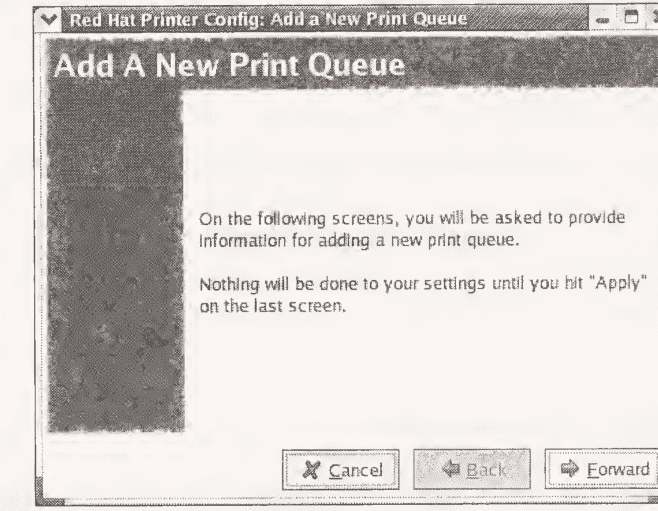 Red Hat Printer Config: Add a New Print Queue
Add A New Print Queue
On the following screens, you will be asked to provide
information for adding a new print queue.
Nothing will be done to your settings until you hit "Apply"
on the last screen.
Cancel
Back
Forward